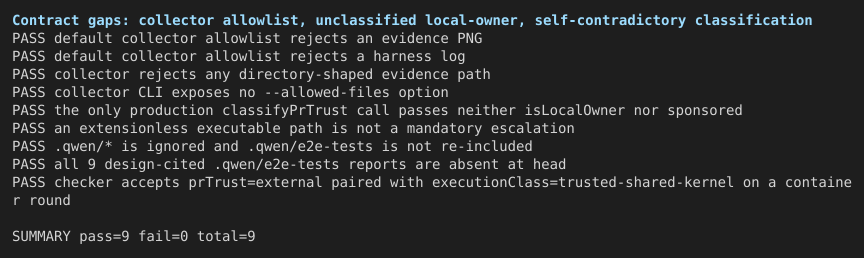 Contract gaps: collector allowlist, unclassified local-owner, self-contradictory classification
PASS default collector allowlist rejects an evidence PNG
PASS default collector allowlist rejects a harness log
PASS collector rejects any directory-shaped evidence path
PASS collector CLI exposes no --allowed-files option
PASS the only production classifyPrTrust call passes neither isLocalOwner nor sponsored
PASS an extensionless executable path is not a mandatory escalation
PASS .qwen/* is ignored and .qwen/e2e-tests is not re-included
PASS all 9 design-cited .qwen/e2e-tests reports are absent at head
PASS checker accepts prTrust=external paired with executionClass=trusted-shared-kernel on a containe
r round
SUMMARY pass=9 fail=0 total=9